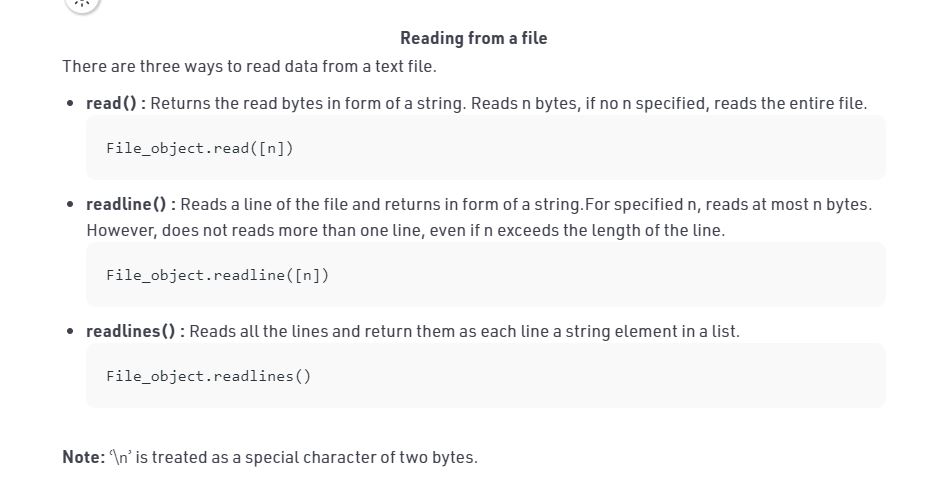 Reading from a file
There are three ways to read data from a text file.
• read() : Returns the read bytes in form of a string. Reads n bytes, if no n specified, reads the entire file.
File_object.read([n])
• readline() : Reads a line of the file and returns in form of a string.For specified n, reads at most n bytes.
However, does not reads more than one line, even if n exceeds the length of the line.
File_object.readline([n])
• readlines() : Reads all the lines and return them as each line a string element in a list.
File_object.readlines()
Note: ‘\n’ is treated as a special character of two bytes.